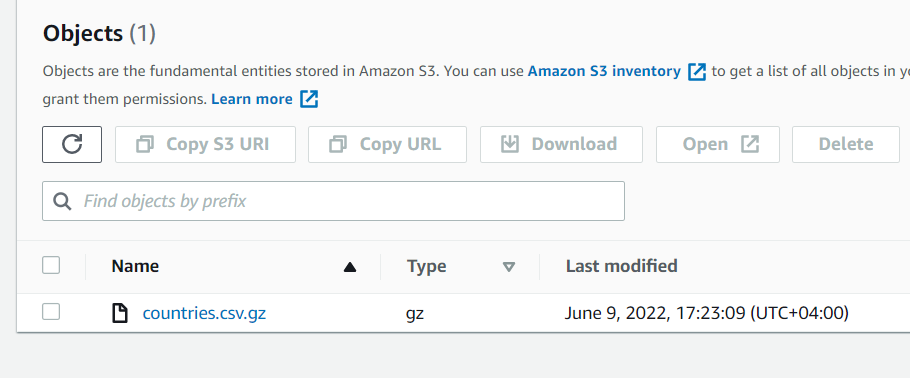 Objects (1)
Objects are the fundamental entities stored in Amazon S3. You can use Amazon S3 inventory to get a list of all objects in
grant them permissions. Learn more
Copy S3 URI Copy URL Download Open Delete
Find objects by prefix
Name Type Last modified
countries.csv.gz gz June 9, 2022, 17:23:09 (UTC+04:00)